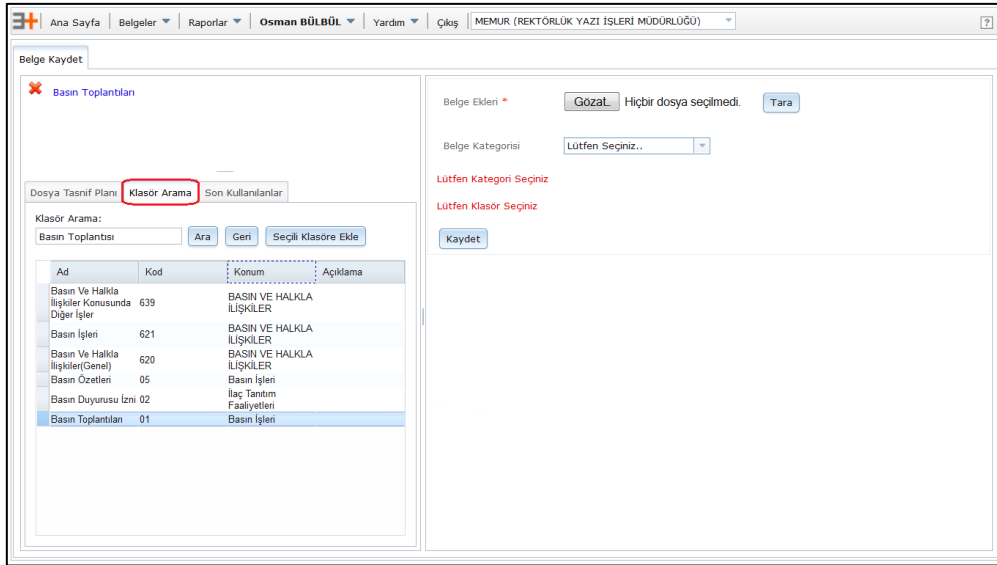 Ana Sayfa Belgeler Raporlar Osman BÜLBÜL Yardım Çıkış MEMUR (REKTÖRLÜK YAZI İŞLERİ MÜDÜRLÜĞÜ) ?
Belge Kaydet
Basın Toplantıları
Dosya Tasnif Planı Klasör Arama Son Kullanılanlar
Klasör Arama:
Basın Toplantısı Ara Geri Seçili Klasöre Ekle
Ad Kod Konum Açıklama
Basın Ve Halkla
İlişkiler Konusunda 639 BASIN VE HALKLA
Diğer İşler İLİŞKİLER
Basın İşleri 621 BASIN VE HALKLA
İLİŞKİLER
Basın Ve Halkla 620 BASIN VE HALKLA
İlişkiler(Genel) İLİŞKİLER
Basın Özetleri 05 Basın İşleri
Basın Duyurusu İzni 02 İlaç Tanıtım
Faaliyetleri
Basın Toplantıları 01 Basın İşleri
Belge Ekleri * Gözat.. Hiçbir dosya seçilmedi. Tara
Belge Kategorisi Lütfen Seçiniz..
Lütfen Kategori Seçiniz
Lütfen Klasör Seçiniz
Kaydet